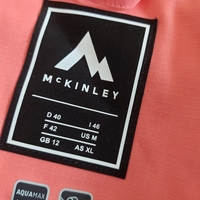 McKINLEY
D 40 I 46
F 42 US M
GB 12 AS XL
AQUAMAX